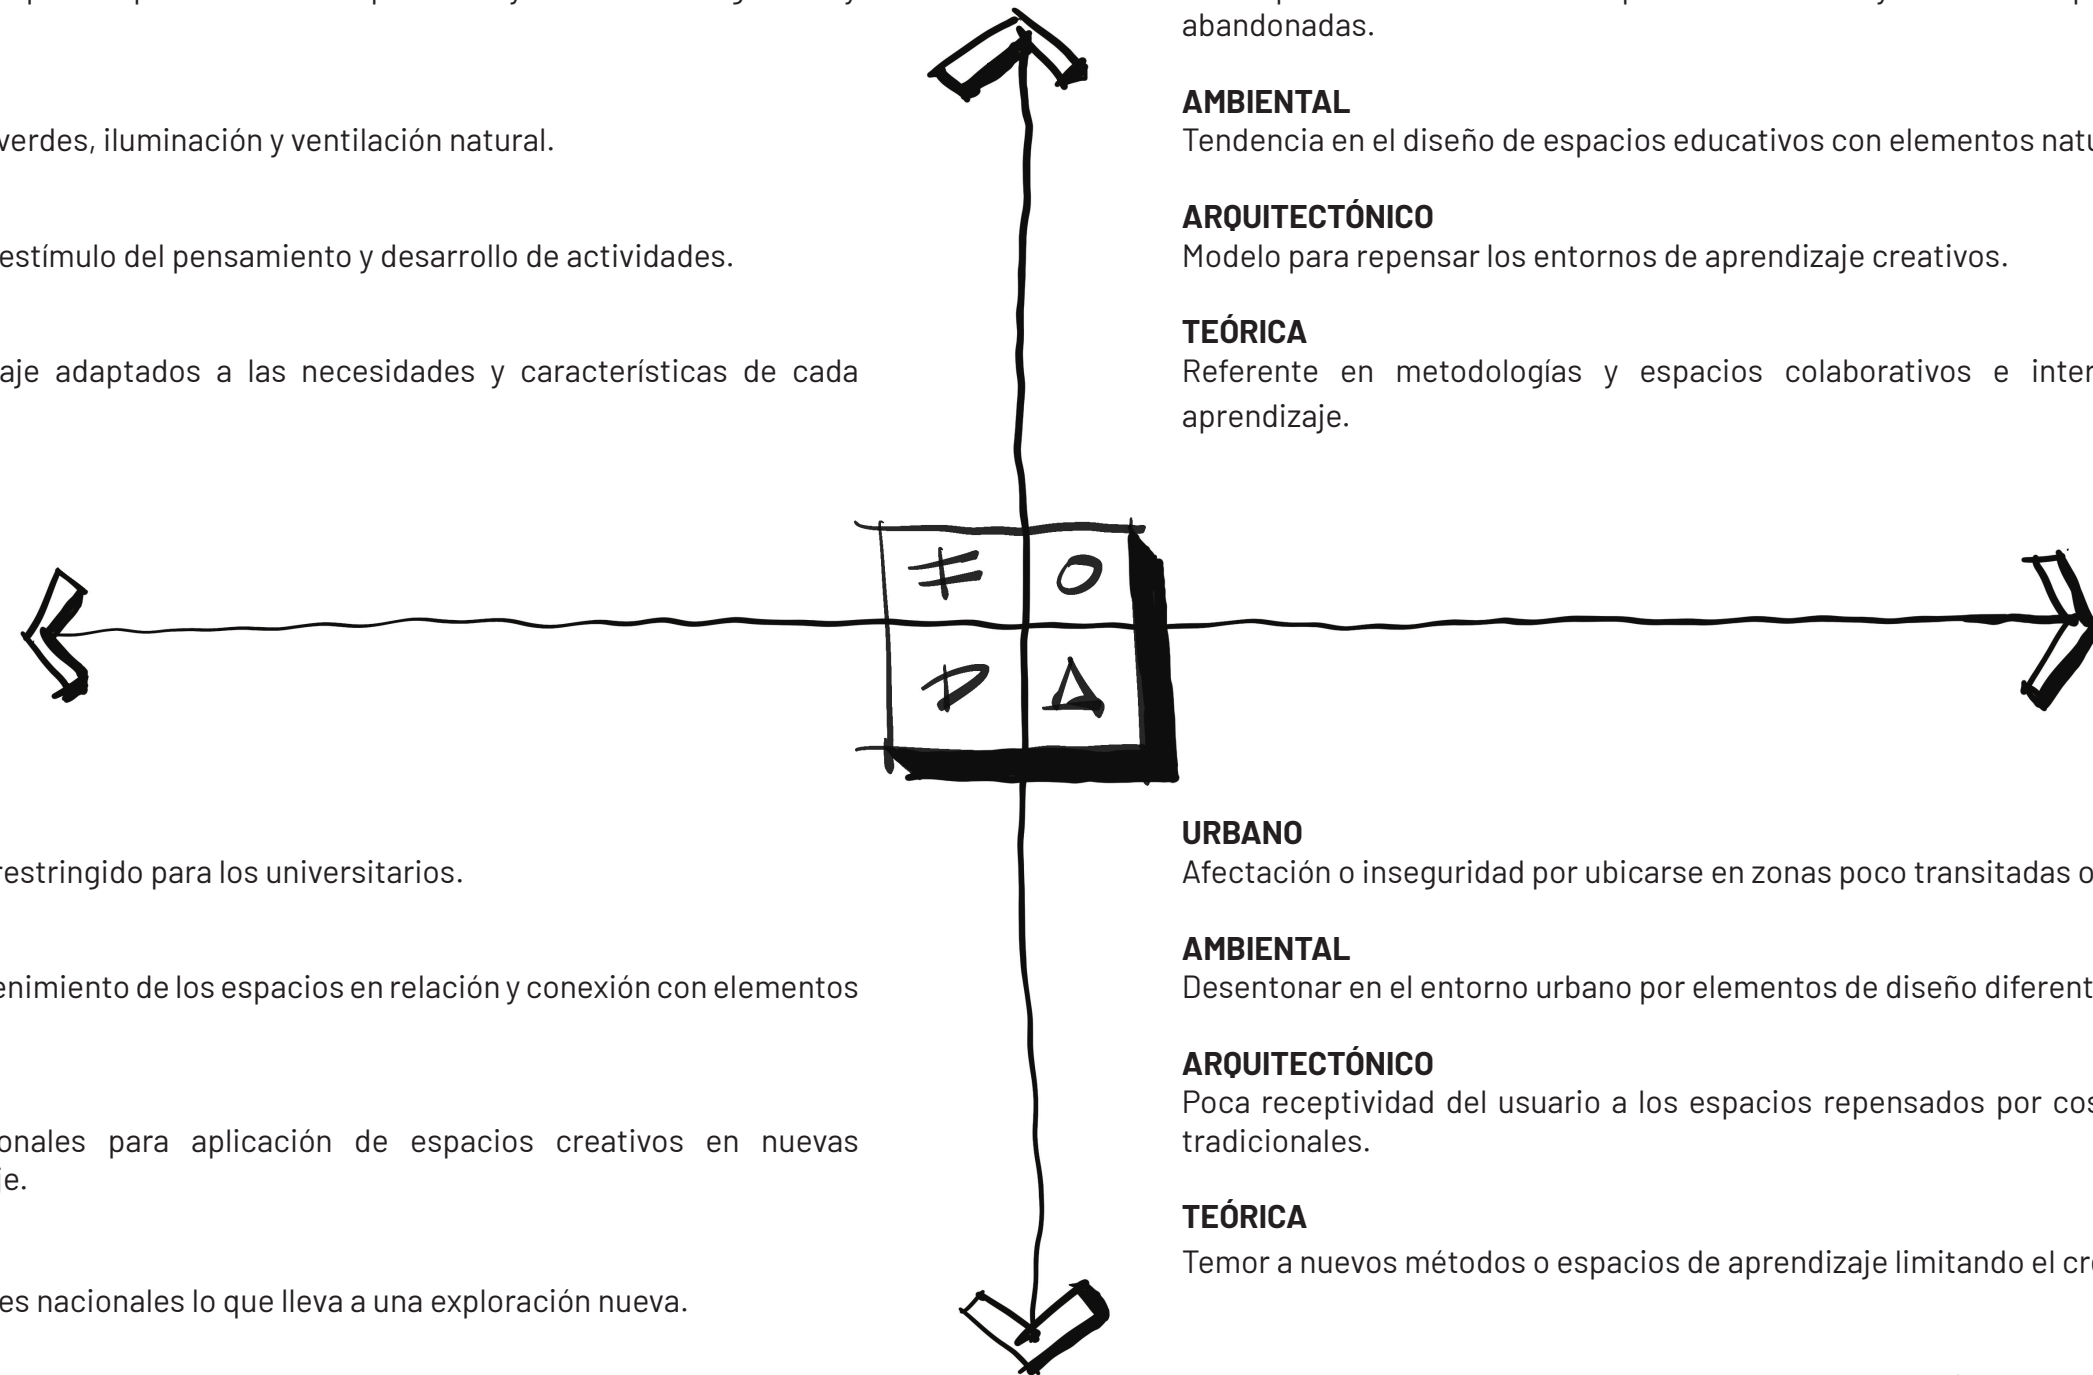 verdes, iluminación y ventilación natural.
estímulo del pensamiento y desarrollo de actividades.
aje adaptados a las necesidades y características de cada
abandonadas.
AMBIENTAL
Tendencia en el diseño de espacios educativos con elementos natu
ARQUITECTÓNICO
Modelo para repensar los entornos de aprendizaje creativos.
TEÓRICA
Referente en metodologías y espacios colaborativos e inter
aprendizaje.
F O
D A
restringido para los universitarios.
enimiento de los espacios en relación y conexión con elementos
onales para aplicación de espacios creativos en nuevas
je.
es nacionales lo que lleva a una exploración nueva.
URBANO
Afectación o inseguridad por ubicarse en zonas poco transitadas o
AMBIENTAL
Desentonar en el entorno urbano por elementos de diseño diferent
ARQUITECTÓNICO
Poca receptividad del usuario a los espacios repensados por cos
tradicionales.
TEÓRICA
Temor a nuevos métodos o espacios de aprendizaje limitando el cre